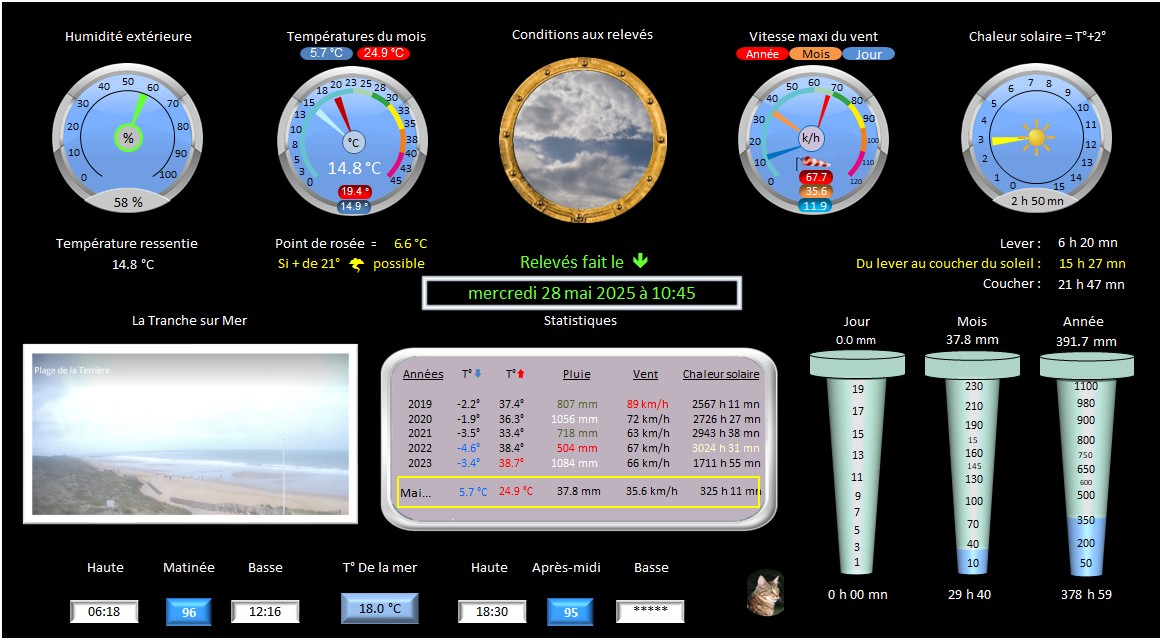 Humidité extérieure
Températures du mois
Conditions aux relevés
Vitesse maxi du vent
Chaleur solaire = T°+2°
5.7 °C 24.9 °C
Année Mois Jour
0 10 20 30 40 50 60 70 80 90 100
%
58 %
0 3 5 8 10 13 15 18 20 23 25 28 30 33 35 38 40 43 45
°C
14.8 °C
19.4 °
14.9 °
0 10 20 30 40 50 60 70 80 90 100 110 120
k/h
67.7
35.6
11.9
0 1 2 3 4 5 6 7 8 9 10 11 12 13 14 15
2 h 50 mn
Température ressentie
14.8 °C
Point de rosée = 6.6 °C
Si + de 21° possible
Relevés fait le
mercredi 28 mai 2025 à 10:45
Lever : 6 h 20 mn
Du lever au coucher du soleil : 15 h 27 mn
Coucher : 21 h 47 mn
La Tranche sur Mer
Plage de la Terrière
Statistiques
Années T° T° Pluie Vent Chaleur solaire
2019 -2.2° 37.4° 807 mm 89 km/h 2567 h 11 mn
2020 -1.9° 36.3° 1056 mm 72 km/h 2726 h 27 mn
2021 -3.5° 33.4° 718 mm 63 km/h 2943 h 38 mn
2022 -4.6° 38.4° 504 mm 67 km/h 3024 h 31 mn
2023 -3.4° 38.7° 1084 mm 66 km/h 1711 h 55 mn
Mai... 5.7 °C 24.9 °C 37.8 mm 35.6 km/h 325 h 11 mn
Jour
0.0 mm
19
17
15
13
11
9
7
5
3
1
0 h 00 mn
Mois
37.8 mm
230
210
190
15
160
145
130
100
70
40
10
29 h 40
Année
391.7 mm
1100
980
900
800
750
650
600
500
350
200
50
378 h 59
Haute Matinée Basse T° De la mer Haute Après-midi Basse
06:18 96 12:16 18.0 °C 18:30 95 *****